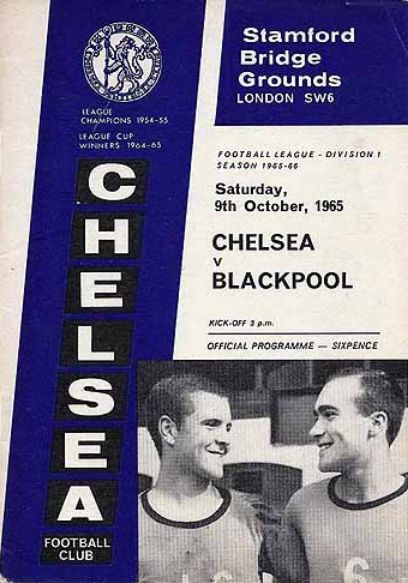 Stamford
Bridge
Grounds
LONDON SW6
LEAGUE
CHAMPIONS 1954-55
LEAGUE CUP
WINNERS 1964-65
FOOTBALL LEAGUE - DIVISION 1
SEASON 1965-66
Saturday,
9th October, 1965
CHELSEA
v
BLACKPOOL
KICK-OFF 3 p.m.
OFFICIAL PROGRAMME — SIXPENCE
CHELSEA
FOOTBALL
CLUB